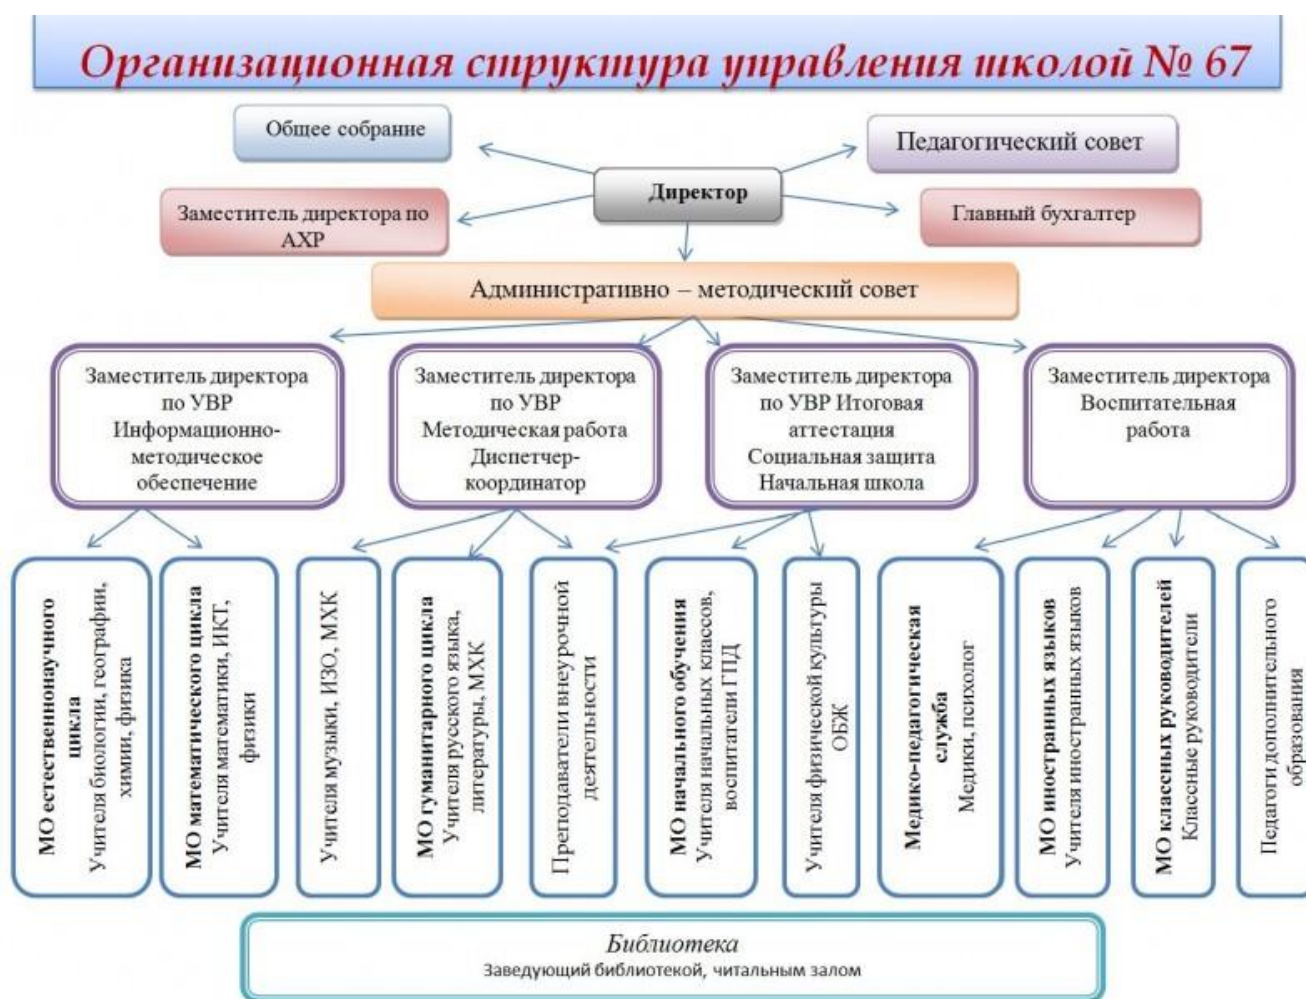 Организационная структура управления школой № 67
Общее собрание
Педагогический совет
Директор
Заместитель директора по
АХР
Главный бухгалтер
Административно – методический совет
Заместитель директора
по УВР
Информационно-
методическое
обеспечение
Заместитель директора
по УВР
Методическая работа
Диспетчер-
координатор
Заместитель директора
по УВР Итоговая
аттестация
Социальная защита
Начальная школа
Заместитель директора
Воспитательная
работа
МО естественнонаучного
цикла
Учителя биологии, географии,
химии, физика
МО математического цикла
Учителя математики, ИКТ,
физики
Учителя музыки, ИЗО, МХК
МО гуманитарного цикла
Учителя русского языка,
литературы, МХК
Преподаватели внеурочной
деятельности
МО начального обучения
Учителя начальных классов,
воспитатели ГПД
Учителя физической культуры
ОБЖ
Медико-педагогическая
служба
Медики, психолог
МО иностранных языков
Учителя иностранных языков
МО классных руководителей
Классные руководители
Педагоги дополнительного
образования
Библиотека
Заведующий библиотекой, читальным залом